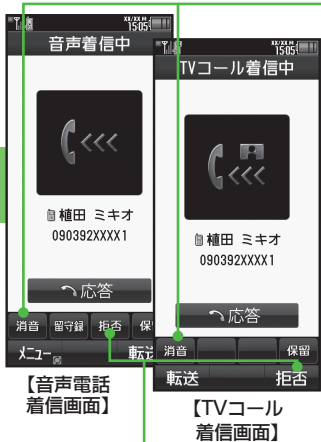 XX/XX M
15:05
音声着信中
植田 ミキオ
090392XXXX1
応答
消音 留守録 拒否 保
メニュー 転送
【音声電話
着信画面】
XX/XX M
15:05
TVコール着信中
植田 ミキオ
090392XXXX1
応答
消音 保留
転送 拒否
【TVコール
着信画面】